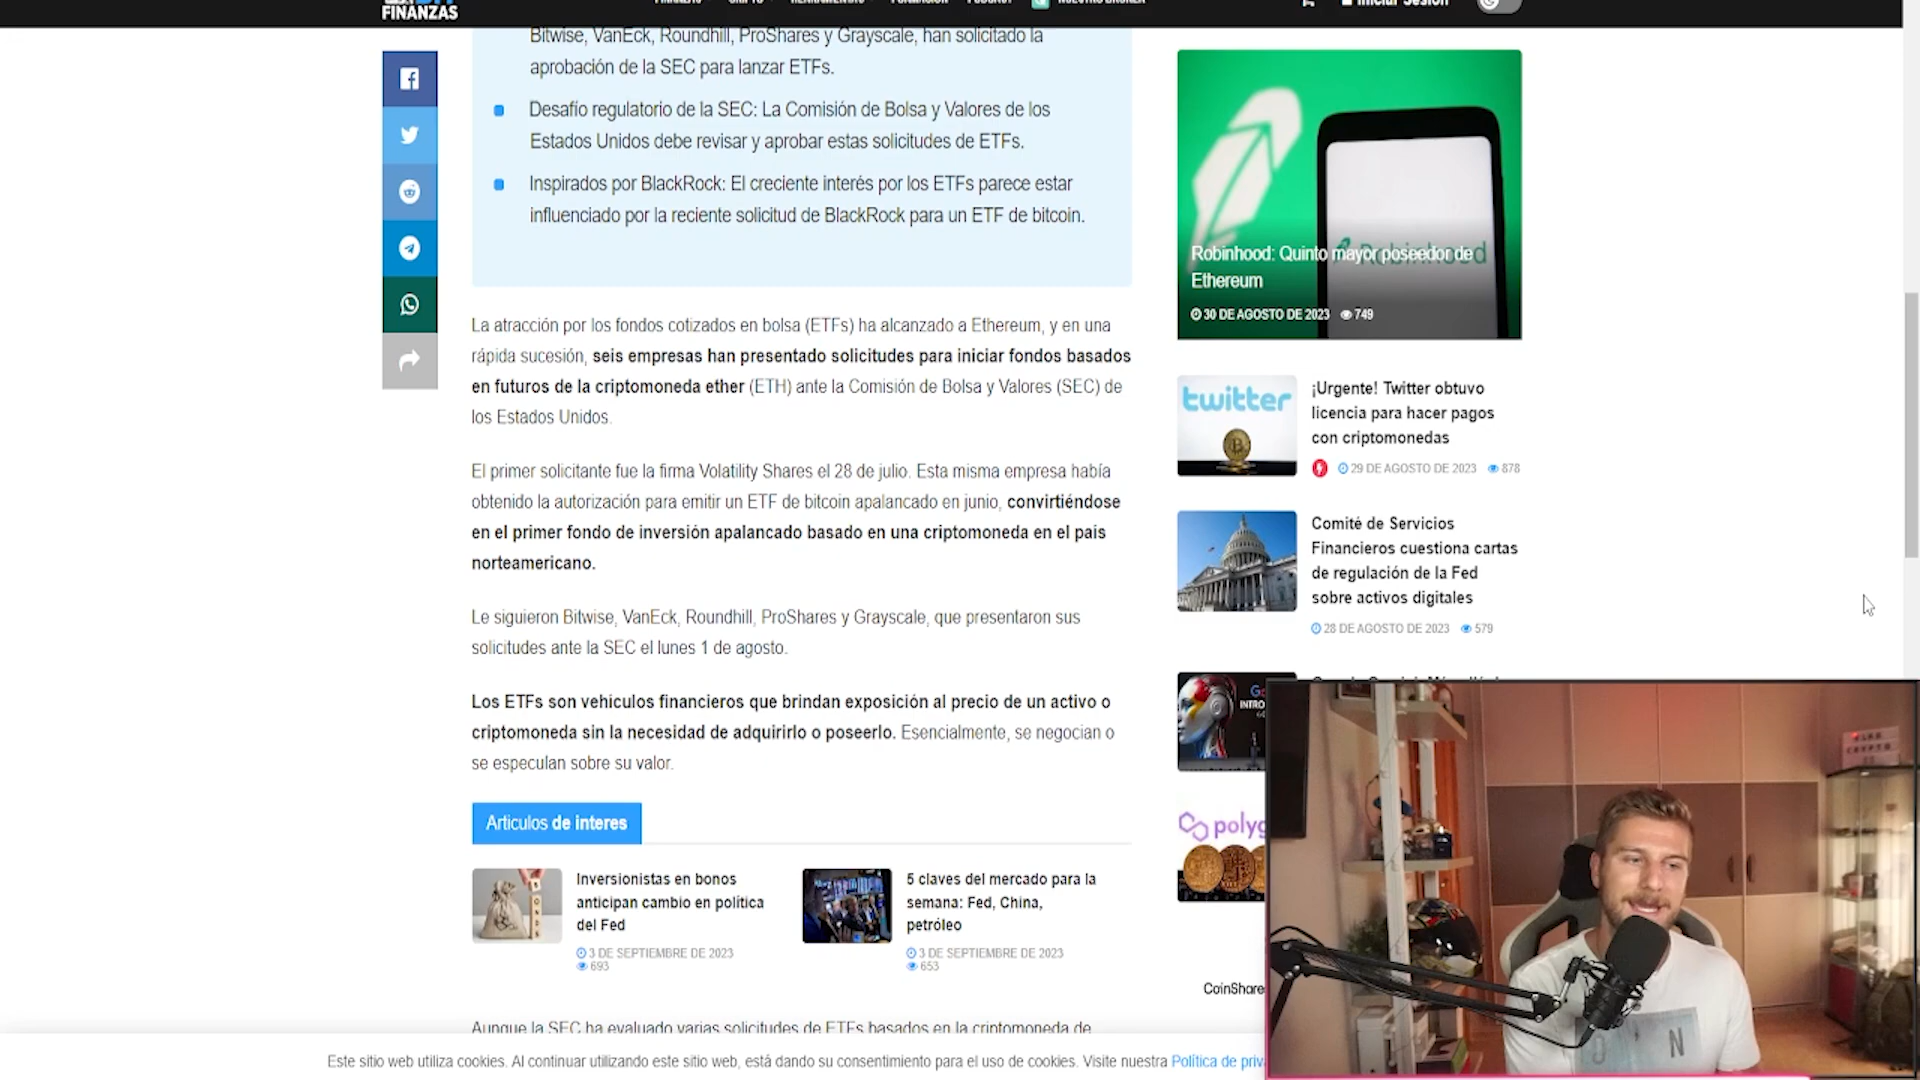 FINANZAS
Iniciar Sesión
Bitwise, VanEck, Roundhill, ProShares y Grayscale, han solicitado la
aprobación de la SEC para lanzar ETFs.
Desafío regulatorio de la SEC: La Comisión de Bolsa y Valores de los
Estados Unidos debe revisar y aprobar estas solicitudes de ETFs.
Inspirados por BlackRock: El creciente interés por los ETFs parece estar
influenciado por la reciente solicitud de BlackRock para un ETF de bitcoin.
La atracción por los fondos cotizados en bolsa (ETFs) ha alcanzado a Ethereum, y en una
rápida sucesión, seis empresas han presentado solicitudes para iniciar fondos basados
en futuros de la criptomoneda ether (ETH) ante la Comisión de Bolsa y Valores (SEC) de
los Estados Unidos.
El primer solicitante fue la firma Volatility Shares el 28 de julio. Esta misma empresa había
obtenido la autorización para emitir un ETF de bitcoin apalancado en junio, convirtiéndose
en el primer fondo de inversión apalancado basado en una criptomoneda en el país
norteamericano.
Le siguieron Bitwise, VanEck, Roundhill, ProShares y Grayscale, que presentaron sus
solicitudes ante la SEC el lunes 1 de agosto.
Los ETFs son vehículos financieros que brindan exposición al precio de un activo o
criptomoneda sin la necesidad de adquirirlo o poseerlo. Esencialmente, se negocian o
se especulan sobre su valor.
Articulos de interes
Inversionistas en bonos
anticipan cambio en política
del Fed
3 DE SEPTIEMBRE DE 2023
693
5 claves del mercado para la
semana: Fed, China,
petróleo
3 DE SEPTIEMBRE DE 2023
653
Aunque la SEC ha evaluado varias solicitudes de ETFs basados en la criptomoneda de
Robinhood
Robinhood: Quinto mayor poseedor de
Ethereum
30 DE AGOSTO DE 2023 749
twitter
¡Urgente! Twitter obtuvo
licencia para hacer pagos
con criptomonedas
29 DE AGOSTO DE 2023 878
Comité de Servicios
Financieros cuestiona cartas
de regulación de la Fed
sobre activos digitales
28 DE AGOSTO DE 2023 579
CoinShare
Este sitio web utiliza cookies. Al continuar utilizando este sitio web, está dando su consentimiento para el uso de cookies. Visite nuestra Política de priv